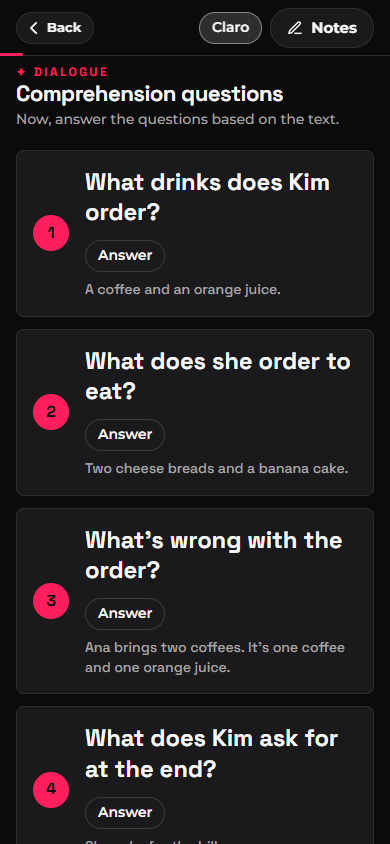 Back
Claro
Notes
DIALOGUE
Comprehension questions
Now, answer the questions based on the text.
1
What drinks does Kim
order?
Answer
A coffee and an orange juice.
2
What does she order to
eat?
Answer
Two cheese breads and a banana cake.
3
What's wrong with the
order?
Answer
Ana brings two coffees. It's one coffee
and one orange juice.
4
What does Kim ask for
at the end?
Answer